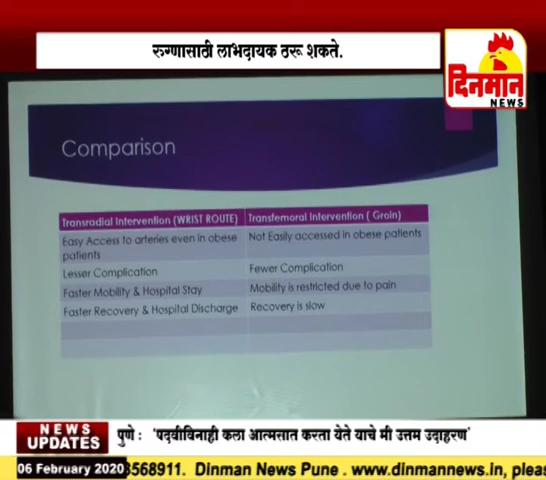 रुग्णासाठी लाभदायक ठरू शकते.
दिनमान
NEWS
Comparison
Transradial Intervention (WRIST ROUTE) Transfemoral Intervention ( Groin)
Easy Access to arteries even in obese patients Not Easily accessed in obese patients
Lesser Complication Fewer Complication
Faster Mobility & Hospital Stay Mobility is restricted due to pain
Faster Recovery & Hospital Discharge Recovery is slow
NEWS
UPDATES
पुणे : 'पदवीविनाही कला आत्मसात करता येते याचे मी उत्तम उदाहरण'
06 February 2020 3568911. Dinman News Pune . www.dinmannews.in, pleas